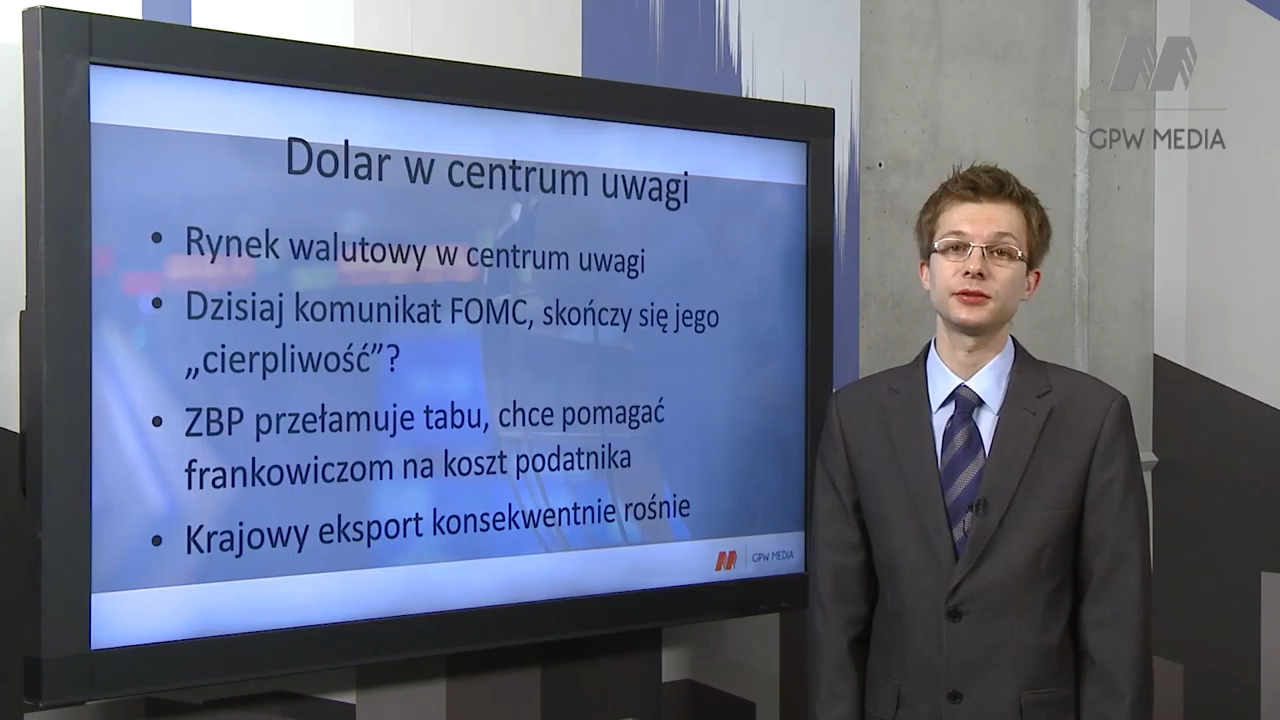 GPW MEDIA
Dolar w centrum uwagi
• Rynek walutowy w centrum uwagi
• Dzisiaj komunikat FOMC, skończy się jego
„cierpliwość”?
• ZBP przełamuje tabu, chce pomagać
frankowiczom na koszt podatnika
• Krajowy eksport konsekwentnie rośnie
GPW MEDIA